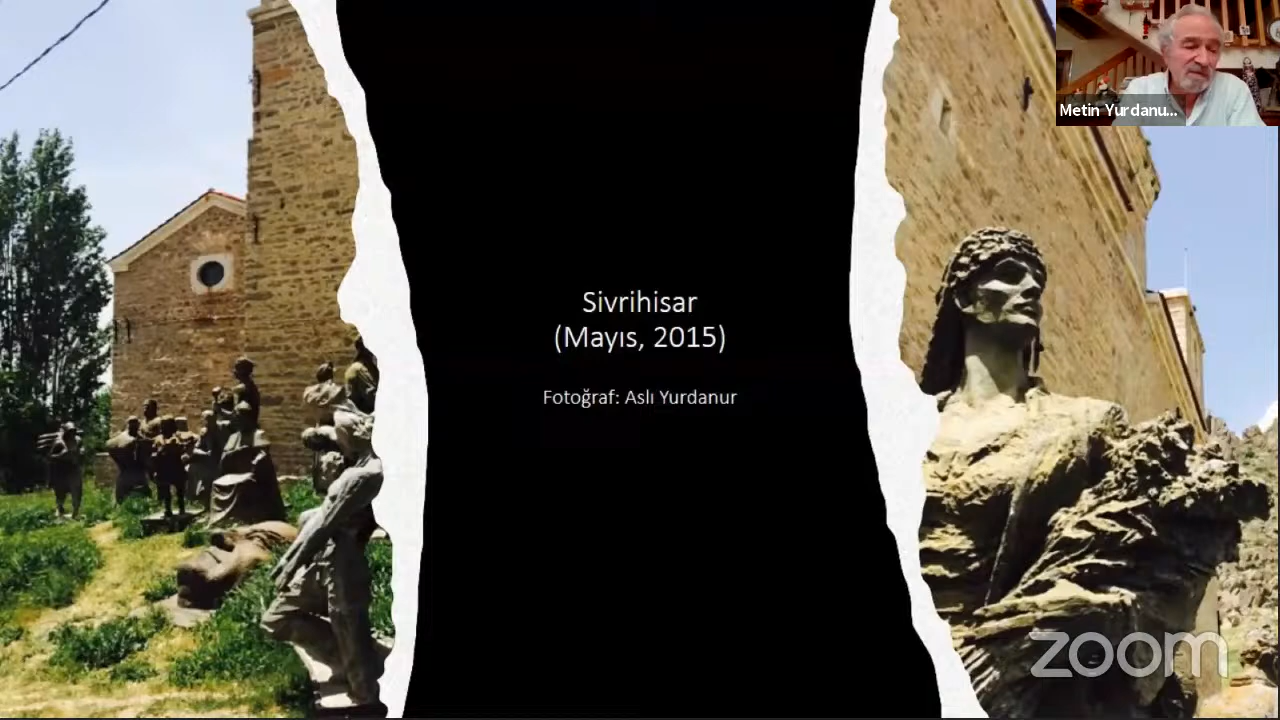 Metin Yurdanu...
Sivrihisar
(Mayıs, 2015)
Fotoğraf: Aslı Yurdanur
zoom